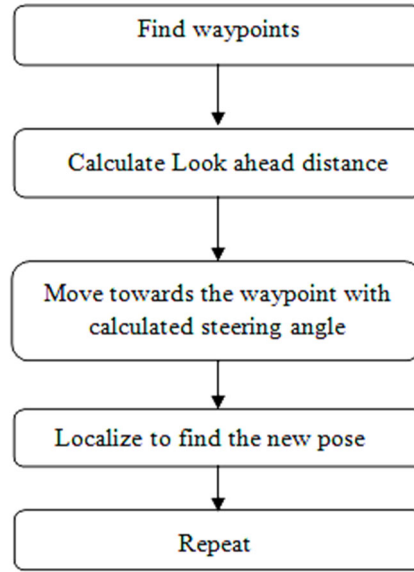 Find waypoints
Calculate Look ahead distance
Move towards the waypoint with
calculated steering angle
Localize to find the new pose
Repeat